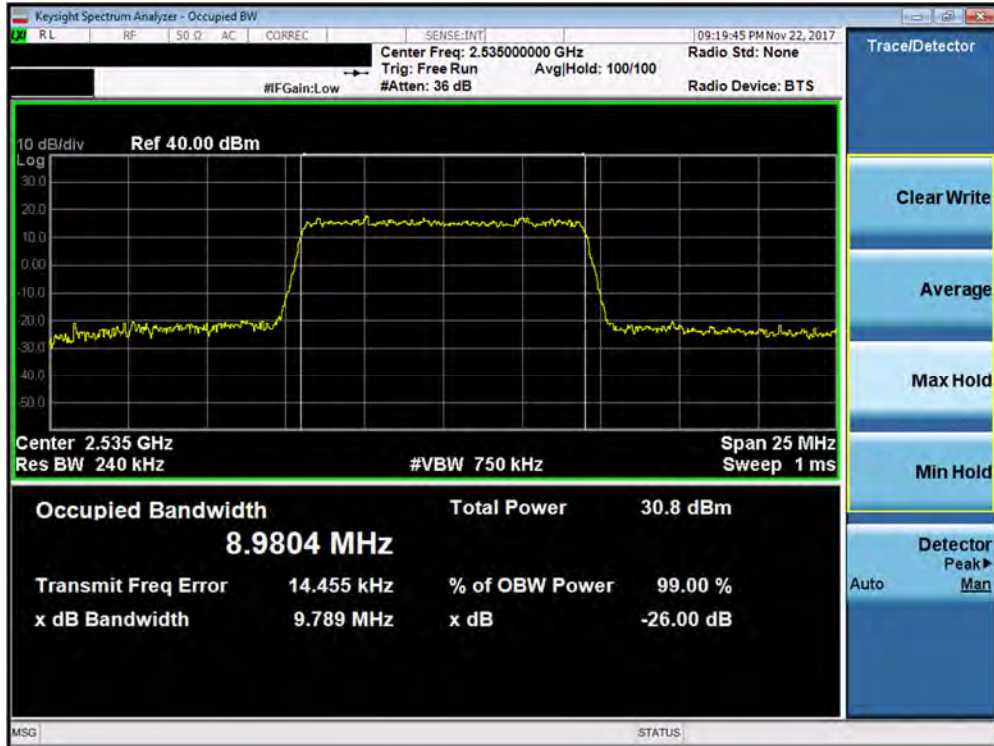 Keysight Spectrum Analyzer - Occupied BW
LXI RL RF 50 Ω AC CORREC SENSE:INT 09:19:45 PM Nov 22, 2017
Center Freq: 2.535000000 GHz Radio Std: None
Trig: Free Run Avg|Hold: 100/100
#IFGain:Low #Atten: 36 dB Radio Device: BTS
10 dB/div Ref 40.00 dBm
Log
30.0
20.0
10.0
0.00
-10.0
-20.0
-30.0
-40.0
-50.0
Center 2.535 GHz Span 25 MHz
Res BW 240 kHz #VBW 750 kHz Sweep 1 ms
Occupied Bandwidth Total Power 30.8 dBm
8.9804 MHz
Transmit Freq Error 14.455 kHz % of OBW Power 99.00 %
x dB Bandwidth 9.789 MHz x dB -26.00 dB
MSG STATUS
Trace/Detector
Clear Write
Average
Max Hold
Min Hold
Detector
Peak▶
Auto Man